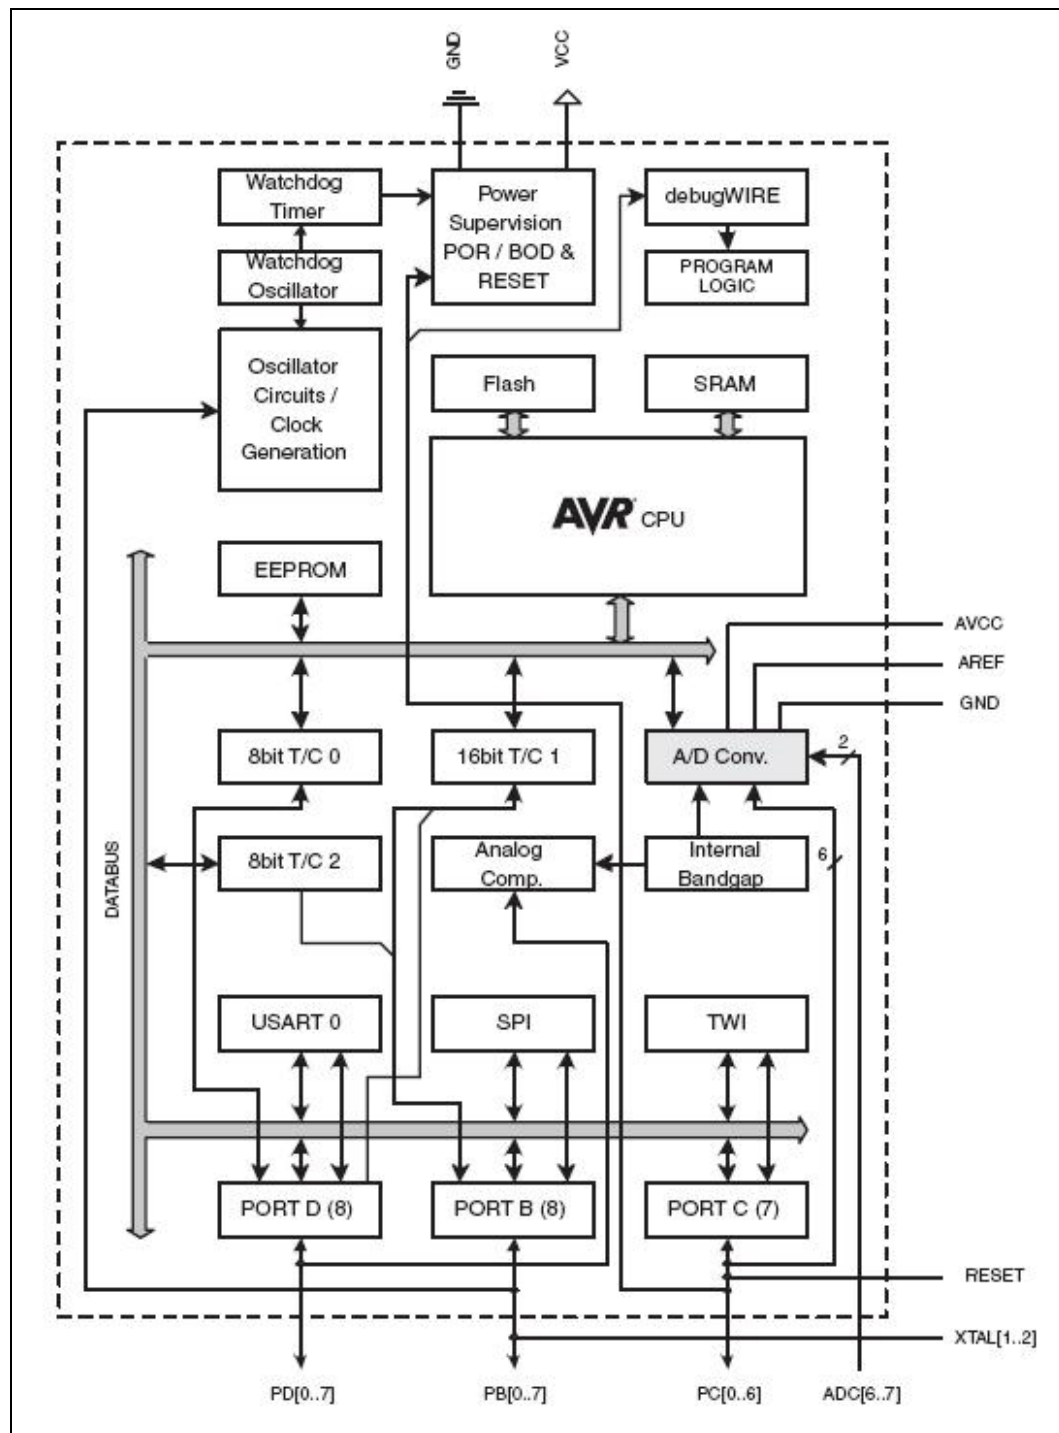 GND
VCC
Watchdog
Timer
Power
Supervision
POR / BOD &
RESET
debugWIRE
Watchdog
Oscillator
PROGRAM
LOGIC
Oscillator
Circuits /
Clock
Generation
Flash
SRAM
AVR CPU
EEPROM
AVCC
AREF
GND
8bit T/C 0
16bit T/C 1
A/D Conv.
2
DATABUS
8bit T/C 2
Analog
Comp.
Internal
Bandgap
6
USART 0
SPI
TWI
PORT D (8)
PORT B (8)
PORT C (7)
RESET
XTAL[1..2]
PD[0..7]
PB[0..7]
PC[0..6]
ADC[6..7]